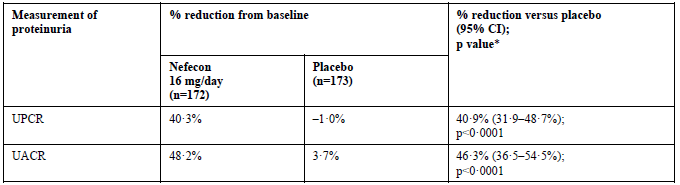 Measurement of
proteinuria
% reduction from baseline
% reduction versus placebo
(95% CI);
p value*
Nefecon
16 mg/day
(n=172)
Placebo
(n=173)
UPCR
40·3%
–1·0%
40·9% (31·9–48·7%);
p<0·0001
UACR
48·2%
3·7%
46·3% (36·5–54·5%);
p<0·0001